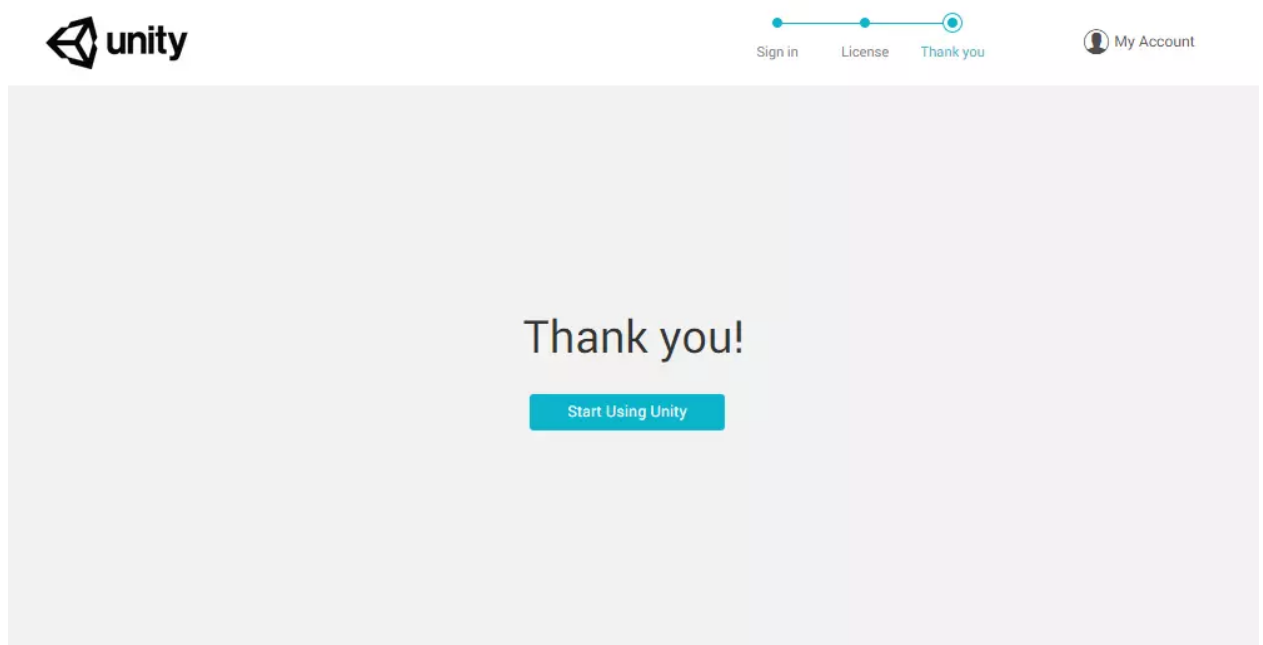 unity
Sign in
License
Thank you
My Account
Thank you!
Start Using Unity